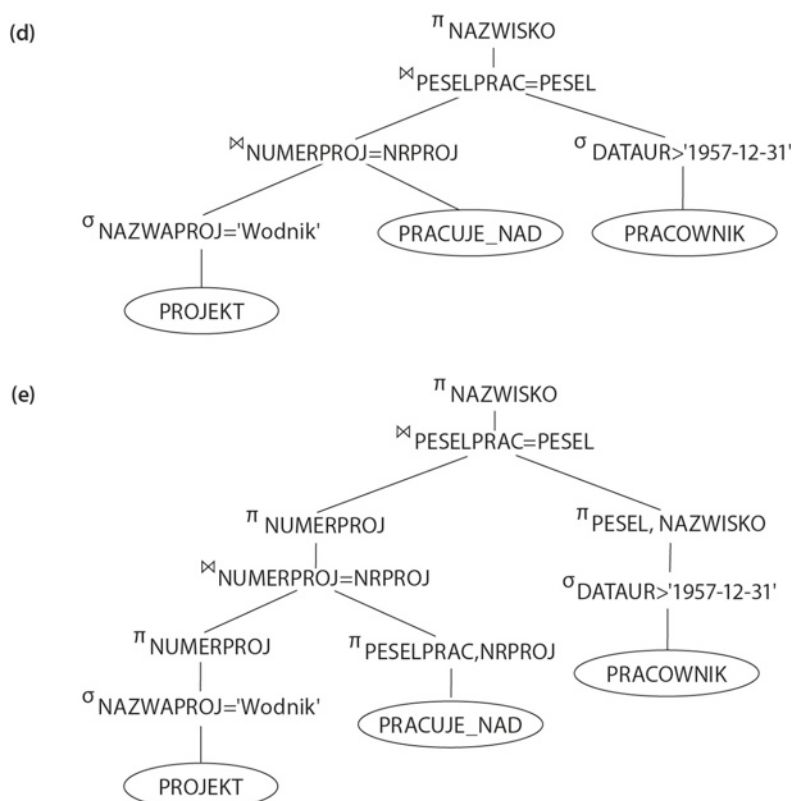 (d)
π NAZWISKO
⋈ PESELPRAC=PESEL
⋈ NUMERPROJ=NRPROJ
σ DATAUR>'1957-12-31'
σ NAZWAPROJ='Wodnik'
PRACUJE_NAD
PRACOWNIK
PROJEKT
(e)
π NAZWISKO
⋈ PESELPRAC=PESEL
π NUMERPROJ
π PESEL, NAZWISKO
⋈ NUMERPROJ=NRPROJ
σ DATAUR>'1957-12-31'
π NUMERPROJ
π PESELPRAC,NRPROJ
PRACOWNIK
σ NAZWAPROJ='Wodnik'
PRACUJE_NAD
PROJEKT